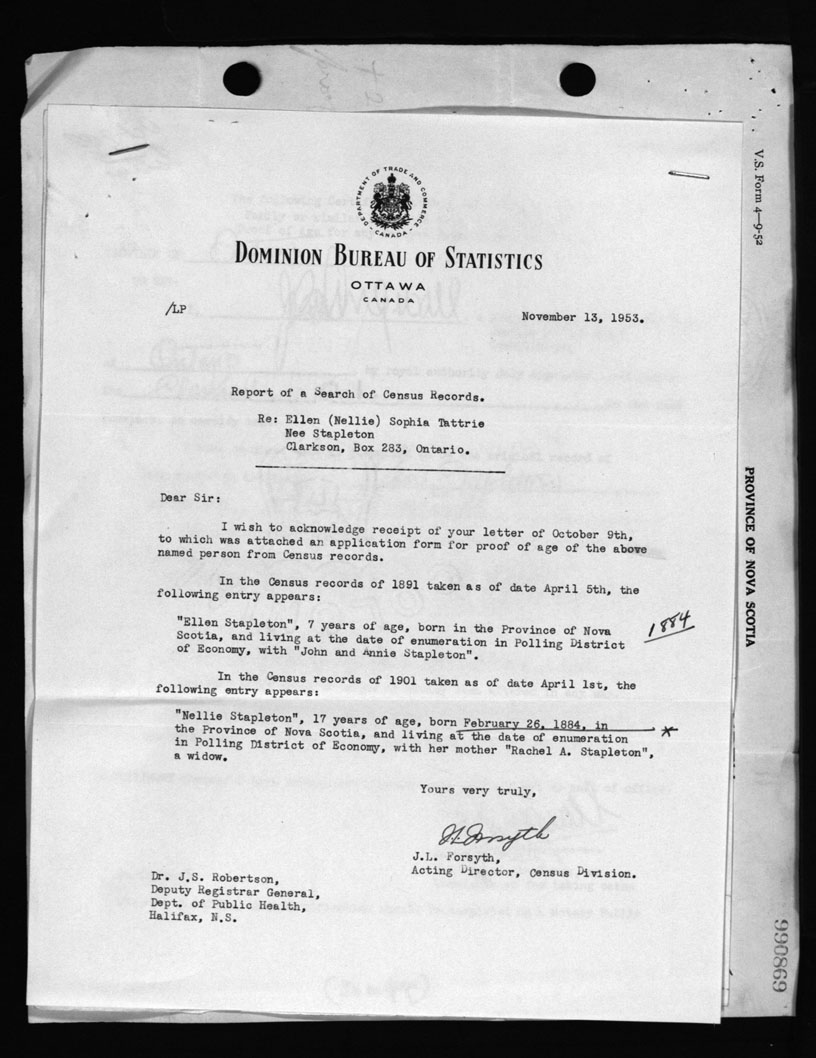 DEPARTMENT OF TRADE AND COMMERCE
CANADA
DOMINION BUREAU OF STATISTICS
OTTAWA
CANADA
/LP
November 13, 1953.
Report of a Search of Census Records.
Re: Ellen (Nellie) Sophia Tattrie
Nee Stapleton
Clarkson, Box 283, Ontario.
Dear Sir:
I wish to acknowledge receipt of your letter of October 9th,
to which was attached an application form for proof of age of the above
named person from Census records.
In the Census records of 1891 taken as of date April 5th, the
following entry appears:
"Ellen Stapleton", 7 years of age, born in the Province of Nova
Scotia, and living at the date of enumeration in Polling District
of Economy, with "John and Annie Stapleton".
1884
In the Census records of 1901 taken as of date April 1st, the
following entry appears:
"Nellie Stapleton", 17 years of age, born February 26, 1884, in *
the Province of Nova Scotia, and living at the date of enumeration
in Polling District of Economy, with her mother "Rachel A. Stapleton",
a widow.
Yours very truly,
J.L. Forsyth
J.L. Forsyth,
Acting Director, Census Division.
Dr. J.S. Robertson,
Deputy Registrar General,
Dept. of Public Health,
Halifax, N.S.
V.S. Form 4—9-52
PROVINCE OF NOVA SCOTIA
990869